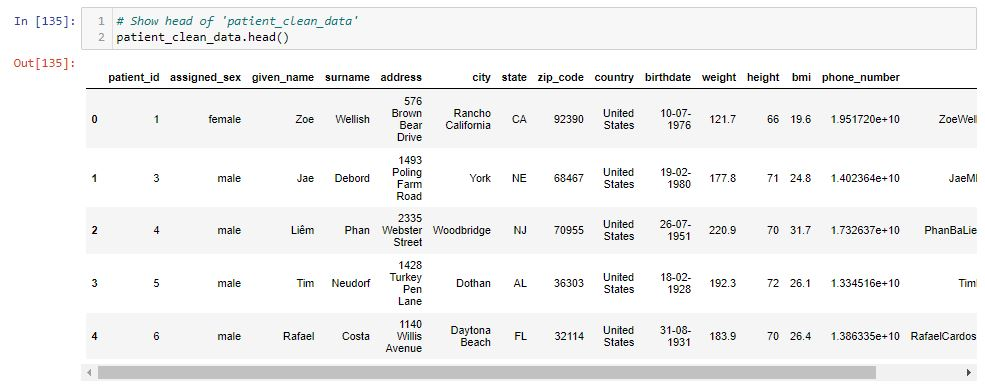 In [135]:
1 # Show head of 'patient_clean_data'
2 patient_clean_data.head()
Out[135]:
patient_id assigned_sex given_name surname address city state zip_code country birthdate weight height bmi phone_number
0 1 female Zoe Wellish 576 Brown Bear Drive Rancho California CA 92390 United States 10-07-1976 121.7 66 19.6 1.951720e+10 ZoeWel
1 3 male Jae Debord 1493 Poling Farm Road York NE 68467 United States 19-02-1980 177.8 71 24.8 1.402364e+10 JaeM
2 4 male Liêm Phan 2335 Webster Street Woodbridge NJ 70955 United States 26-07-1951 220.9 70 31.7 1.732637e+10 PhanBaLie
3 5 male Tim Neudorf 1428 Turkey Pen Lane Dothan AL 36303 United States 18-02-1928 192.3 72 26.1 1.334516e+10 Tim
4 6 male Rafael Costa 1140 Willis Avenue Daytona Beach FL 32114 United States 31-08-1931 183.9 70 26.4 1.386335e+10 RafaelCardos